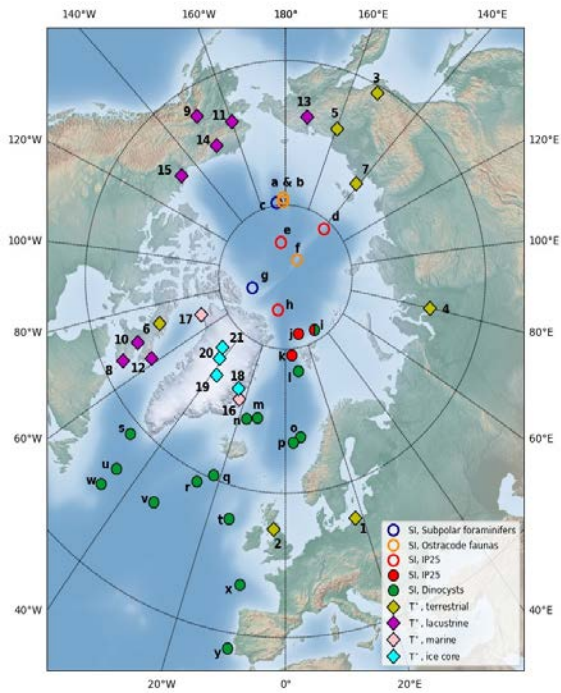 140°W 160°W 180° 160°E 140°E
3
9 11 13 5
14
120°W 120°E
15 7
a & b
c d
e
100°W 100°E
f
g
h
17 4
6
80°W 80°E
10 21 j l
8 12 20 k
19 18 l
16 m
n
s o
60°W p 60°E
u
w q
r
v t
2 1
x
40°W 40°E
y
SI, Subpolar foraminifers
SI, Ostracode faunas
SI, IP25
SI, IP25
SI, Dinocysts
T°, terrestrial
T°, lacustrine
T°, marine
T°, ice core
20°W 0° 20°E